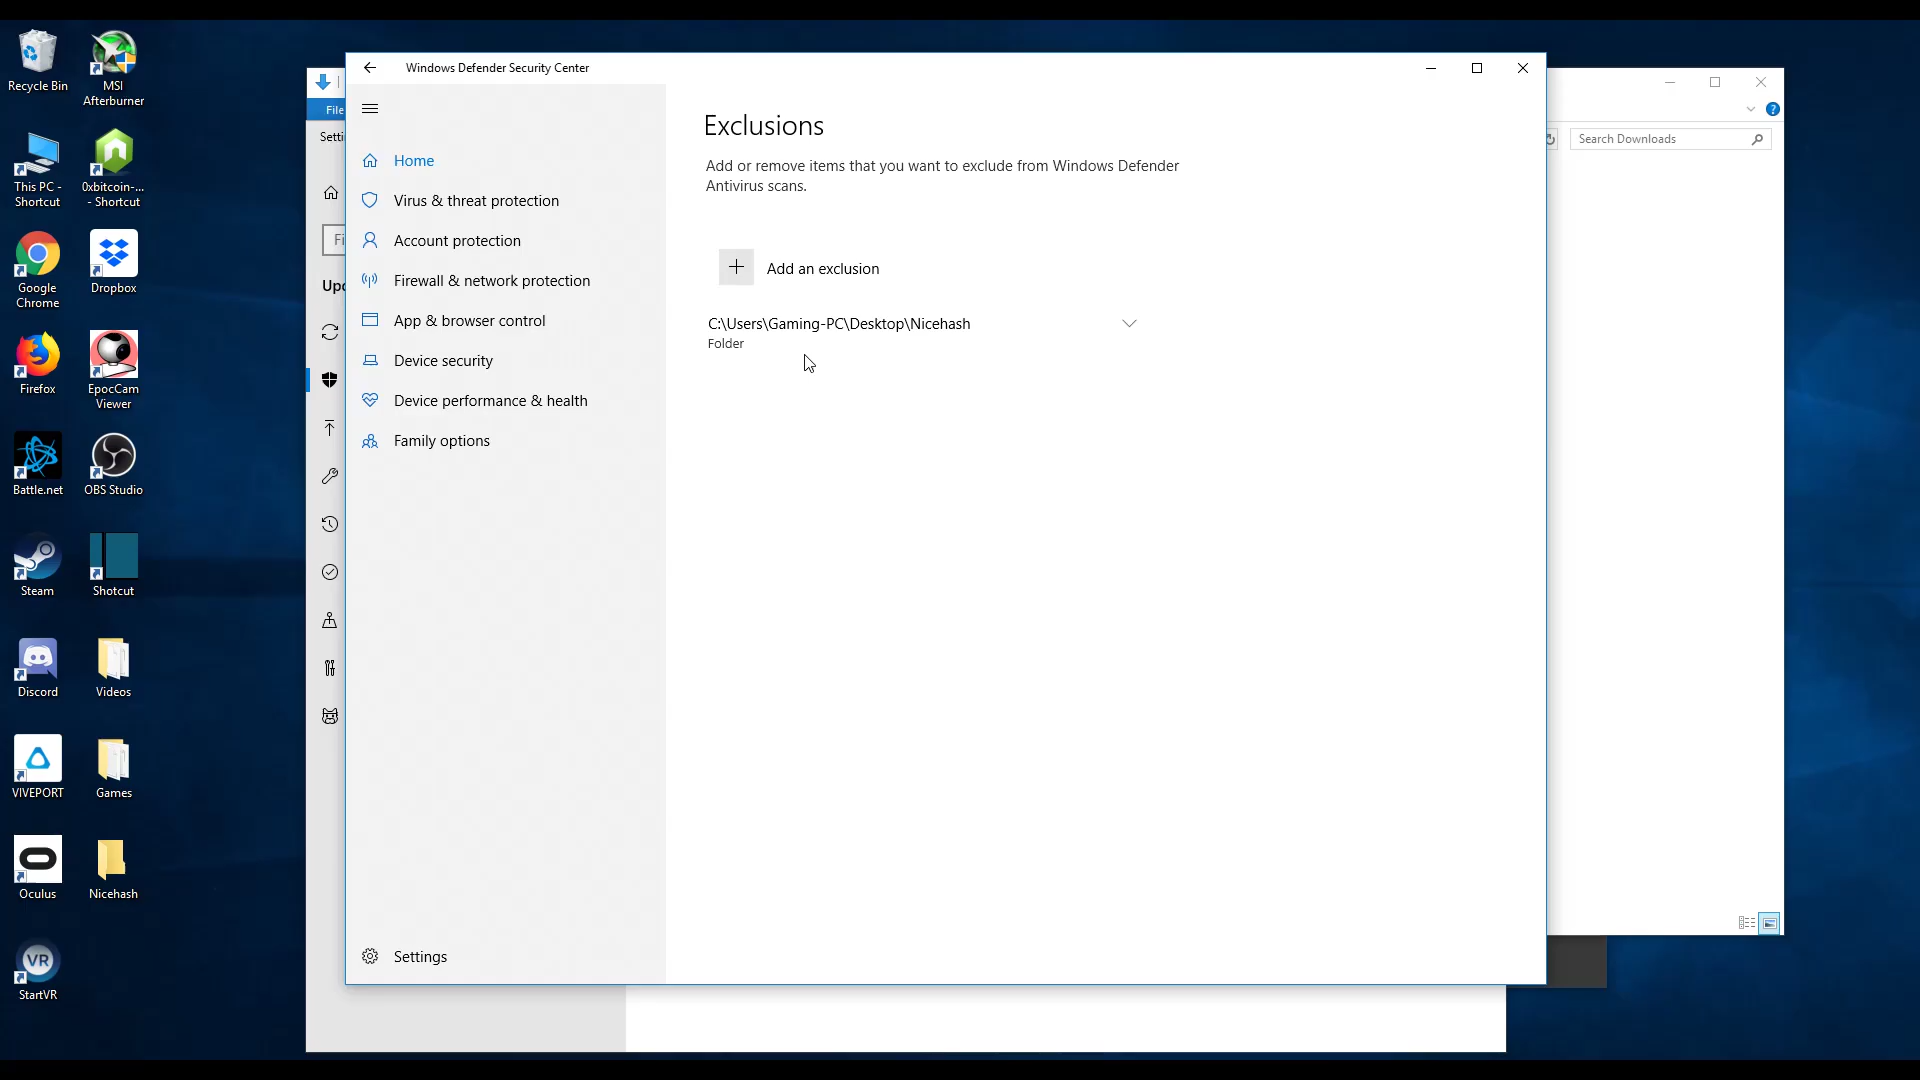 Recycle Bin
MSI
Afterburner
This PC -
Shortcut
0xbitcoin-...
- Shortcut
Google
Chrome
Dropbox
Firefox
EpocCam
Viewer
Battle.net
OBS Studio
Steam
Shotcut
Discord
Videos
VIVEPORT
Games
Oculus
Nicehash
VR
StartVR
File
Setti
Fi
Upd
Windows Defender Security Center
Home
Virus & threat protection
Account protection
Firewall & network protection
App & browser control
Device security
Device performance & health
Family options
Settings
Exclusions
Add or remove items that you want to exclude from Windows Defender
Antivirus scans.
Add an exclusion
C:\Users\Gaming-PC\Desktop\Nicehash
Folder
Search Downloads